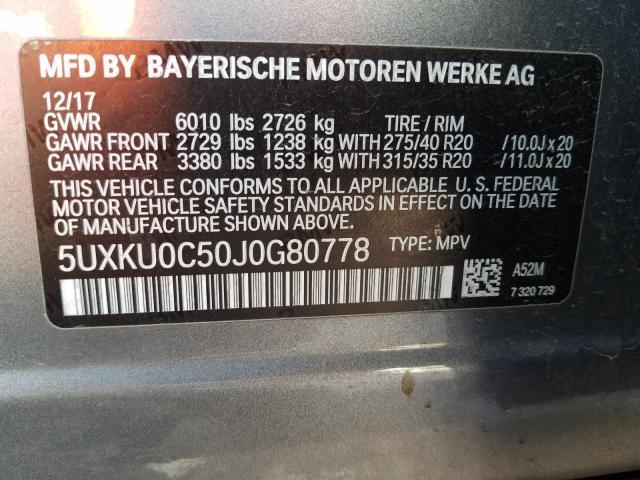 MFD BY BAYERISCHE MOTOREN WERKE AG
12/17
GVWR 6010 lbs 2726 kg TIRE / RIM
GAWR FRONT 2729 lbs 1238 kg WITH 275/40 R20 /10.0J x 20
GAWR REAR 3380 lbs 1533 kg WITH 315/35 R20 /11.0J x 20
THIS VEHICLE CONFORMS TO ALL APPLICABLE U. S. FEDERAL
MOTOR VEHICLE SAFETY STANDARDS IN EFFECT ON THE
DATE OF MANUFACTURE SHOWN ABOVE.
5UXKU0C50J0G80778 TYPE: MPV
A52M
7 320 729